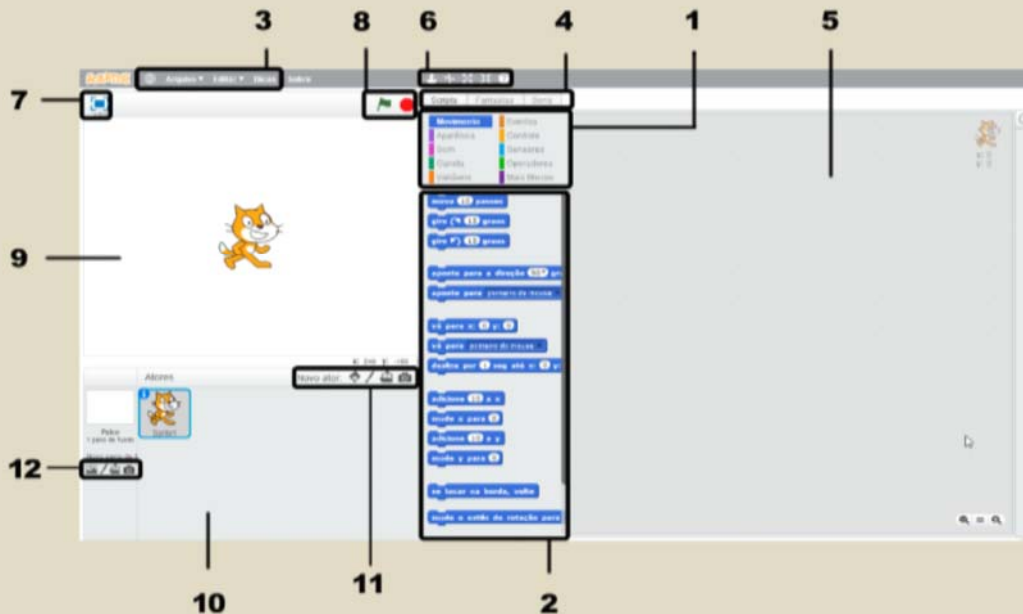 3 8 6 4 1 5
SCRATCH Arquivo Editar Dicas Sobre
7
Scripts Fantasias Sons
Movimento Eventos
Aparência Controle
Som Sensores
Caneta Operadores
Variáveis Mais Blocos
9
mova 10 passos
gire 15 graus
gire 15 graus
aponte para a direção 90 gr
aponte para ponteiro do mouse
vá para x: 0 y: 0
vá para ponteiro do mouse
deslize por 1 seg até x: 0 y:
adicione 10 a x
mude x para 0
adicione 10 a y
mude y para 0
se tocar na borda, volte
mude o estilo de rotação para
Atores Novo ator:
Palco
1 pano de fundo
12
10
11
2